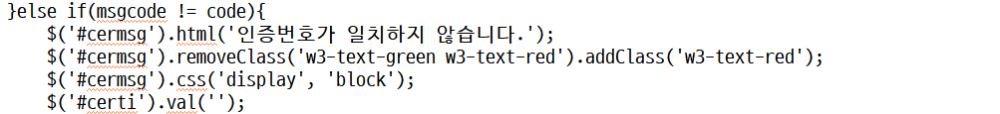 }else if(msgcode != code){
    $('#cermsg').html('인증번호가 일치하지 않습니다.');
    $('#cermsg').removeClass('w3-text-green w3-text-red').addClass('w3-text-red');
    $('#cermsg').css('display', 'block');
    $('#certi').val('');